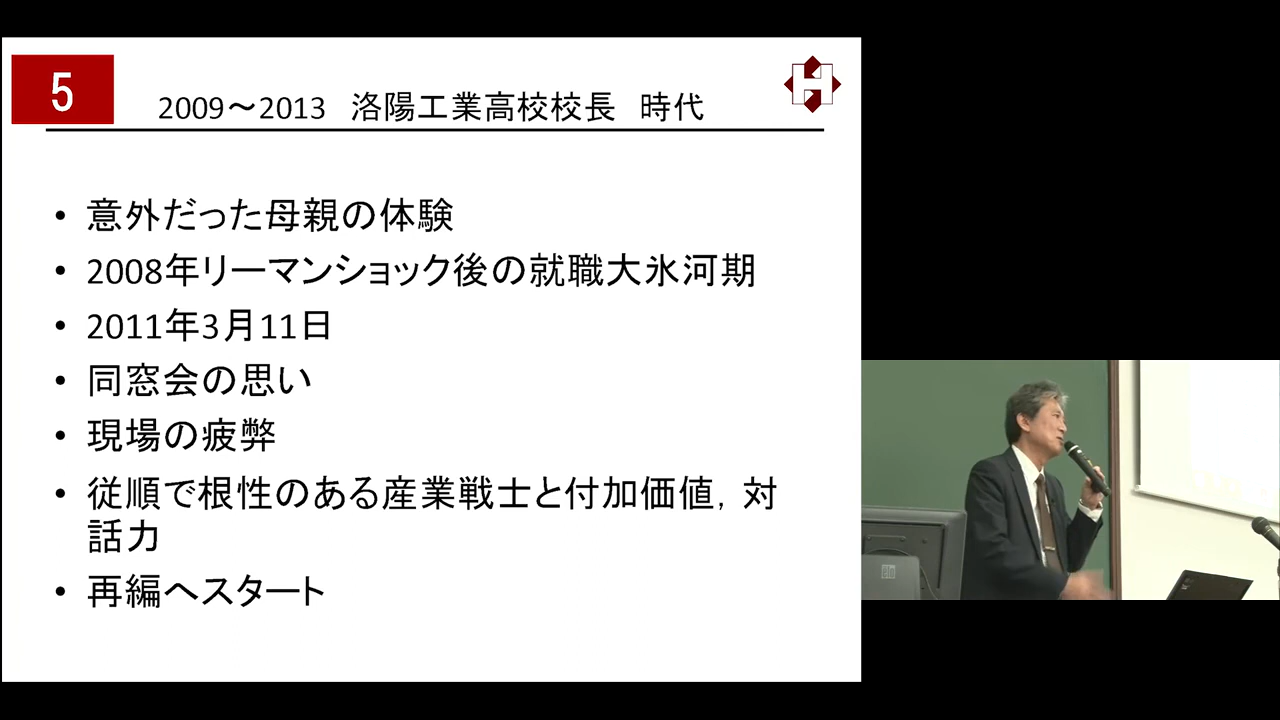 5
2009～2013　洛陽工業高校校長　時代
• 意外だった母親の体験
• 2008年リーマンショック後の就職大氷河期
• 2011年3月11日
• 同窓会の思い
• 現場の疲弊
• 従順で根性のある産業戦士と付加価値，対
話力
• 再編へスタート